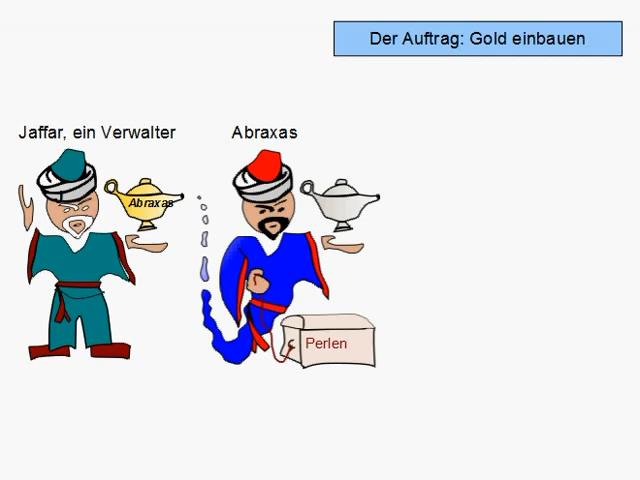 Der Auftrag: Gold einbauen
Jaffar, ein Verwalter
Abraxas
Abraxas
Perlen